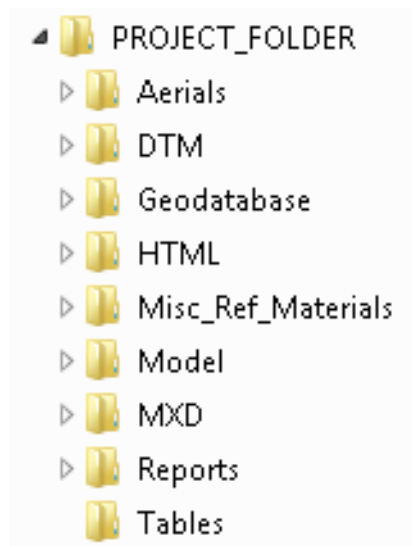 PROJECT_FOLDER
Aerials
DTM
Geodatabase
HTML
Misc_Ref_Materials
Model
MXD
Reports
Tables